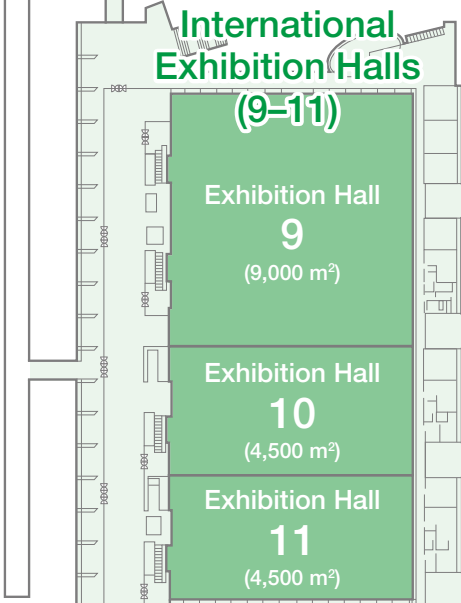 International
Exhibition Halls
(9–11)
Exhibition Hall
9
(9,000 m²)
Exhibition Hall
10
(4,500 m²)
Exhibition Hall
11
(4,500 m²)